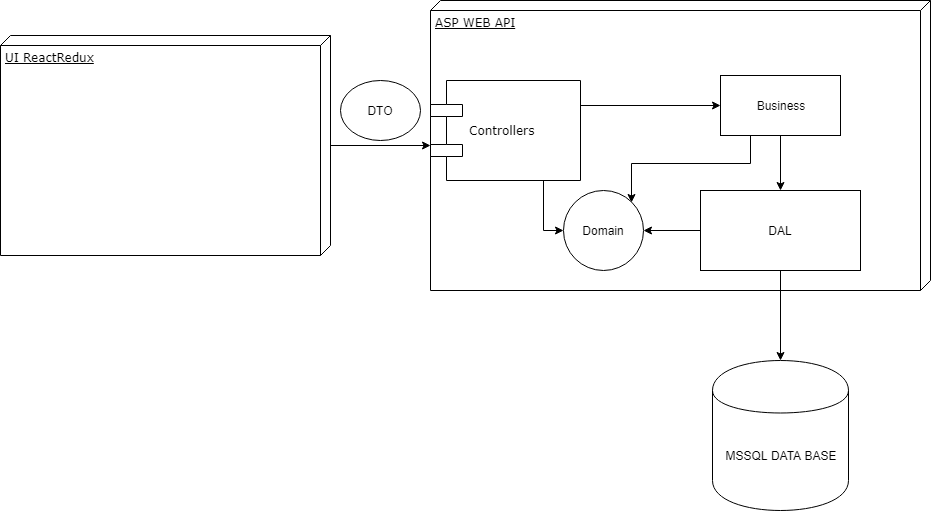 ASP WEB API
UI ReactRedux
DTO
Controllers
Business
Domain
DAL
MSSQL DATA BASE